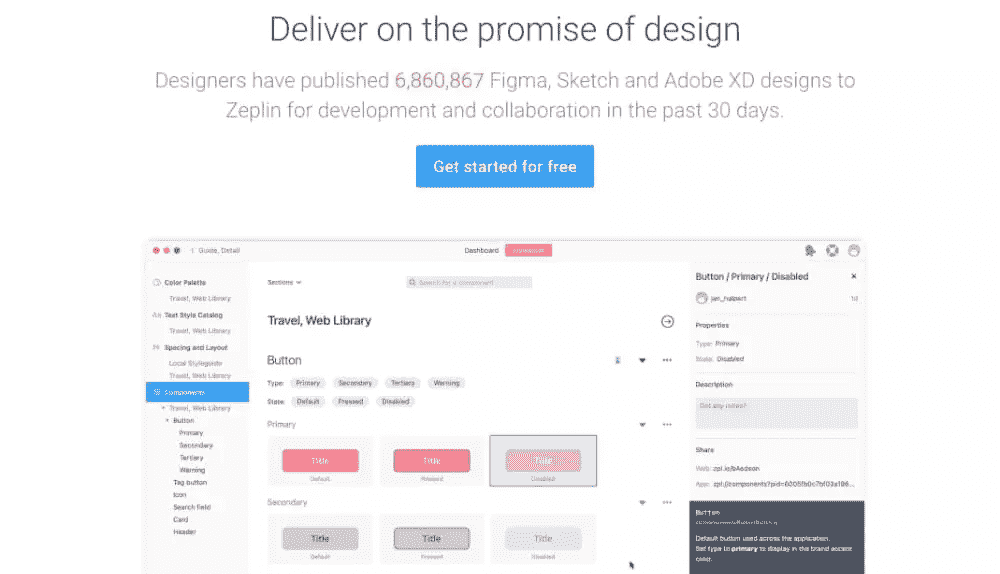 Deliver on the promise of design
Designers have published 6,860,867 Figma, Sketch and Adobe XD designs to
Zeplin for development and collaboration in the past 30 days.
Get started for free
Guide, Detail
Dashboard
Color Palette
Travel, Web Library
Text Style Catalog
Travel, Web Library
Spacing and Layout
Local Styleguide
Travel, Web Library
Components
Travel, Web Library
Button
Primary
Secondary
Tertiary
Warning
Tag button
Icon
Search field
Card
Header
Sections
Search for a component
Travel, Web Library
Button
Type: Primary Secondary Tertiary Warning
State: Default Pressed Disabled
Primary
Title Title Title
Default Pressed Disabled
Secondary
Title Title Title
Default Pressed Disabled
Button / Primary / Disabled
jan_halpert
Properties
Type: Primary
State: Disabled
Description
Got any notes?
Share
Web:
App:
Button
Default button used across the application.
Set type to primary to display in the brand accent
color.